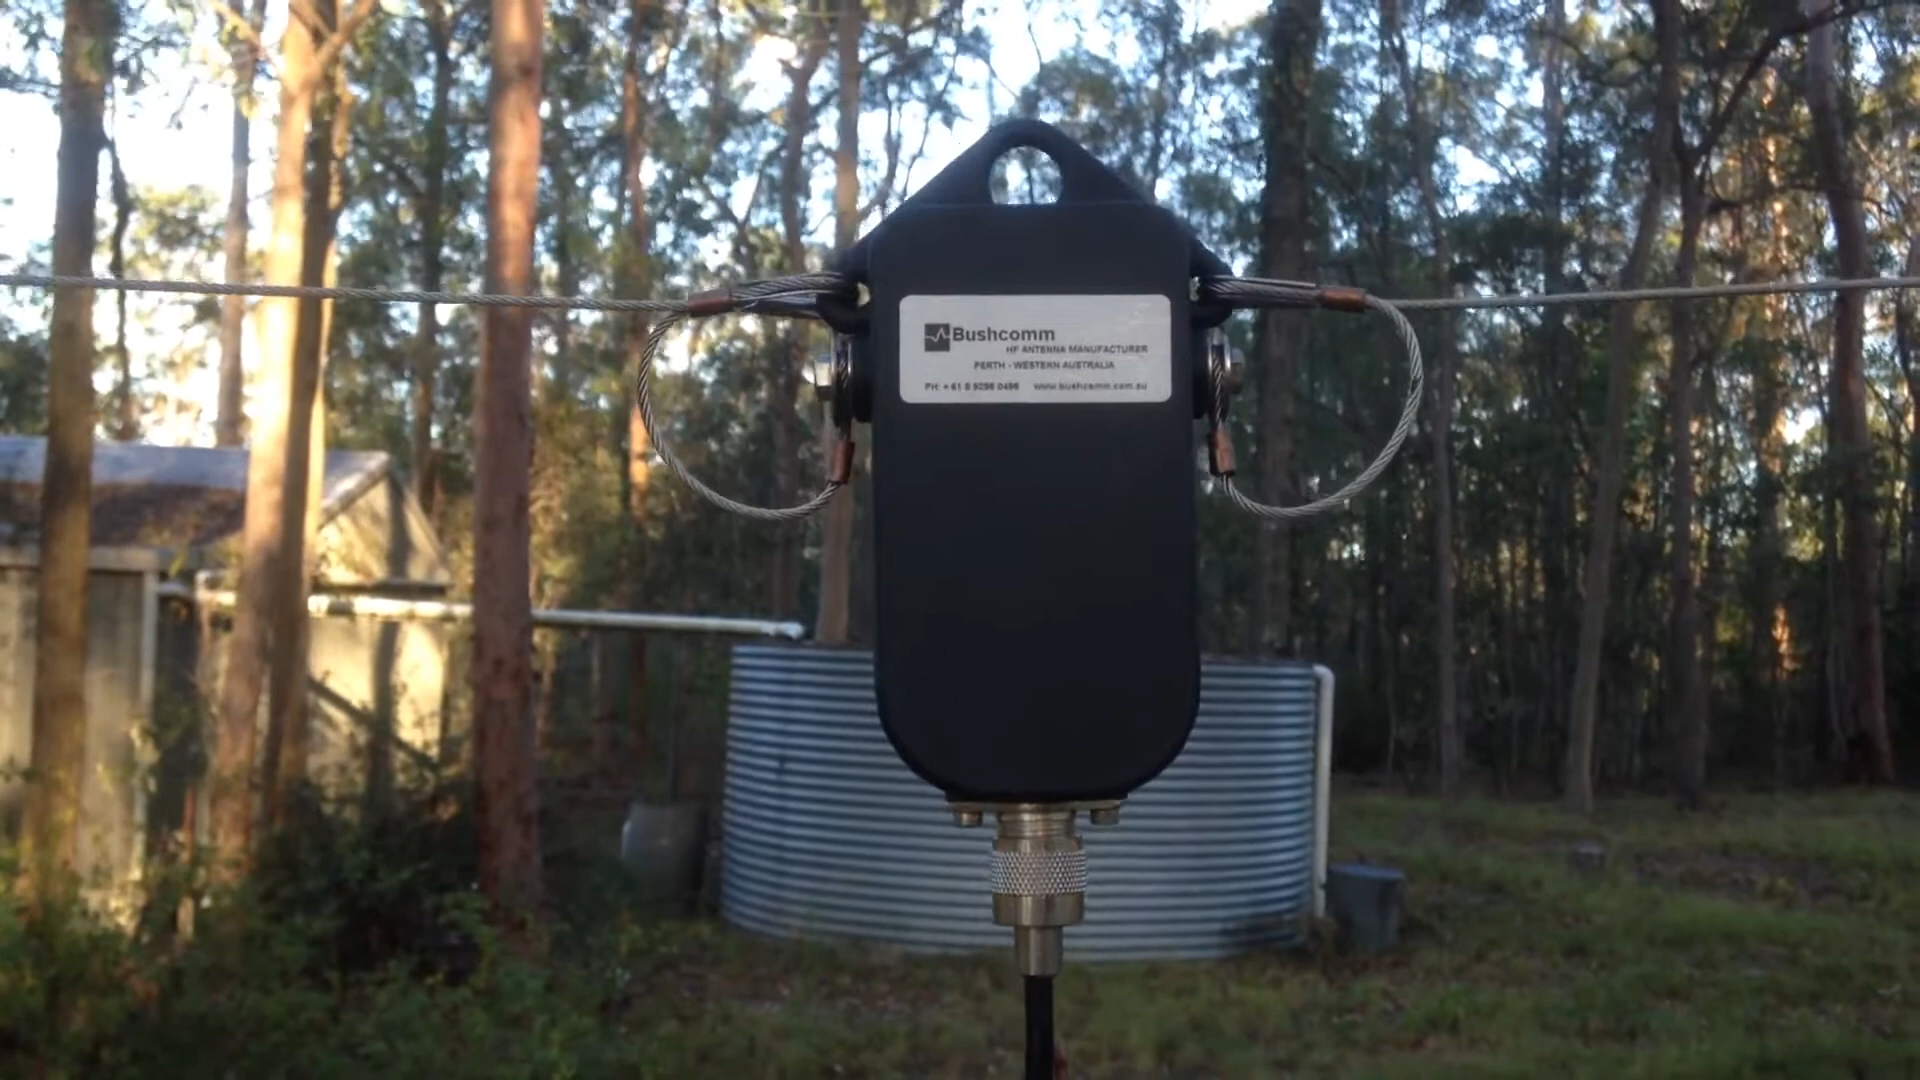 Bushcomm
HF ANTENNA MANUFACTURER
PERTH - WESTERN AUSTRALIA
PH: + 61 8 9296 0496 www.bushcomm.com.au